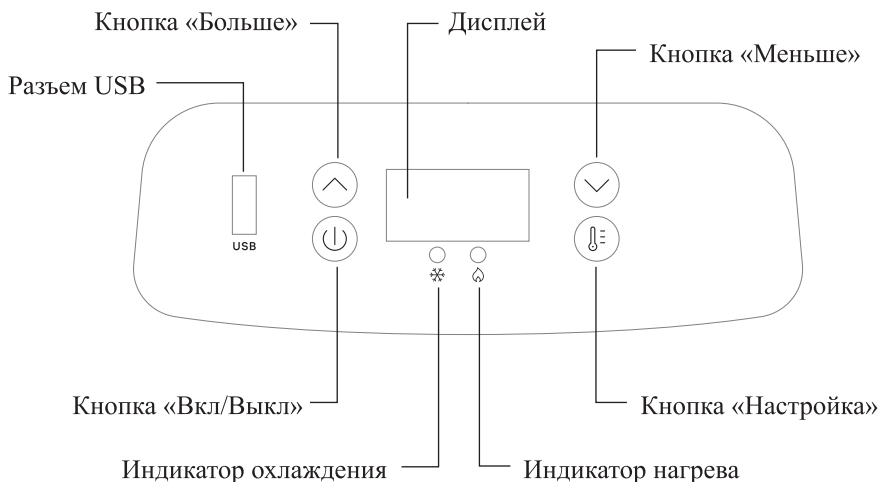 Кнопка «Больше»
Дисплей
Кнопка «Меньше»
Разъем USB
USB
Кнопка «Вкл/Выкл»
Кнопка «Настройка»
Индикатор охлаждения
Индикатор нагрева